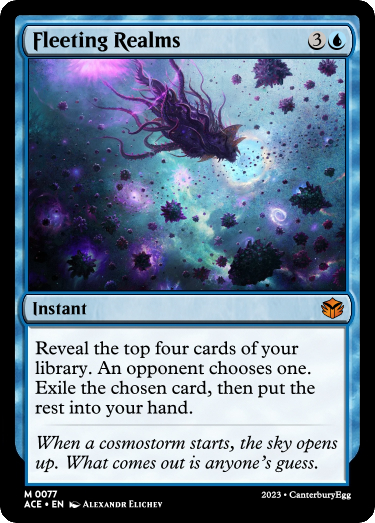 Fleeting Realms 3
Instant
Reveal the top four cards of your
library. An opponent chooses one.
Exile the chosen card, then put the
rest into your hand.
When a cosmostorm starts, the sky opens
up. What comes out is anyone's guess.
M 0077
ACE • EN Alexandr Elichev 2023 • CanterburyEgg